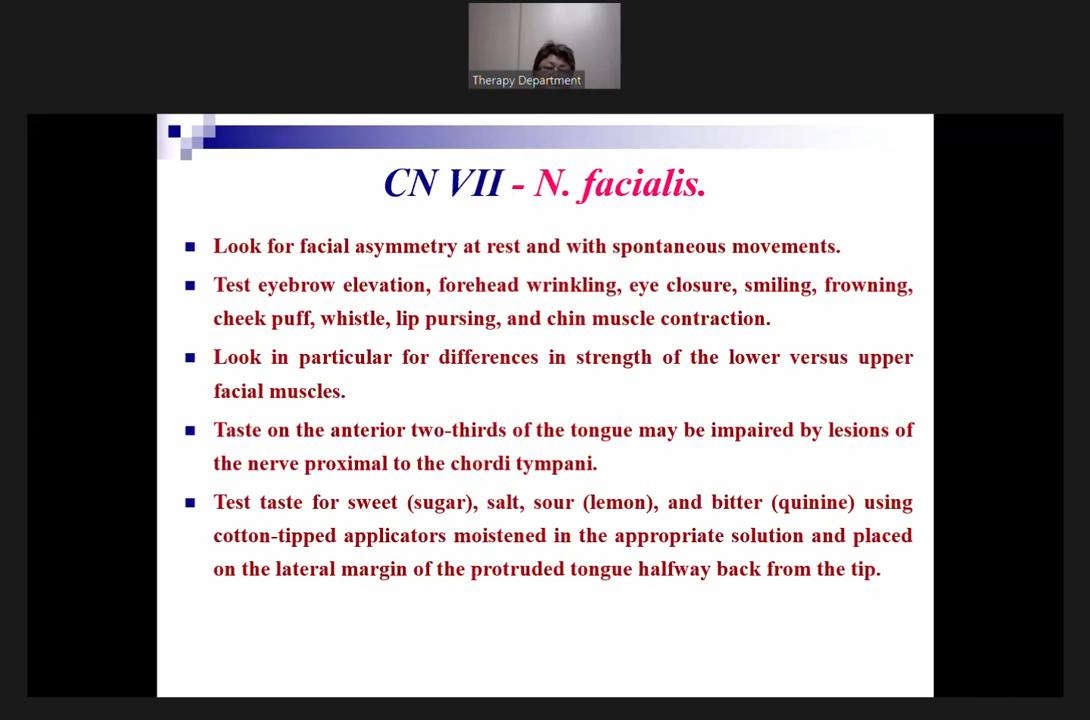 Therapy Department
CN VII - N. facialis.
Look for facial asymmetry at rest and with spontaneous movements.
Test eyebrow elevation, forehead wrinkling, eye closure, smiling, frowning,
cheek puff, whistle, lip pursing, and chin muscle contraction.
Look in particular for differences in strength of the lower versus upper
facial muscles.
Taste on the anterior two-thirds of the tongue may be impaired by lesions of
the nerve proximal to the chordi tympani.
Test taste for sweet (sugar), salt, sour (lemon), and bitter (quinine) using
cotton-tipped applicators moistened in the appropriate solution and placed
on the lateral margin of the protruded tongue halfway back from the tip.